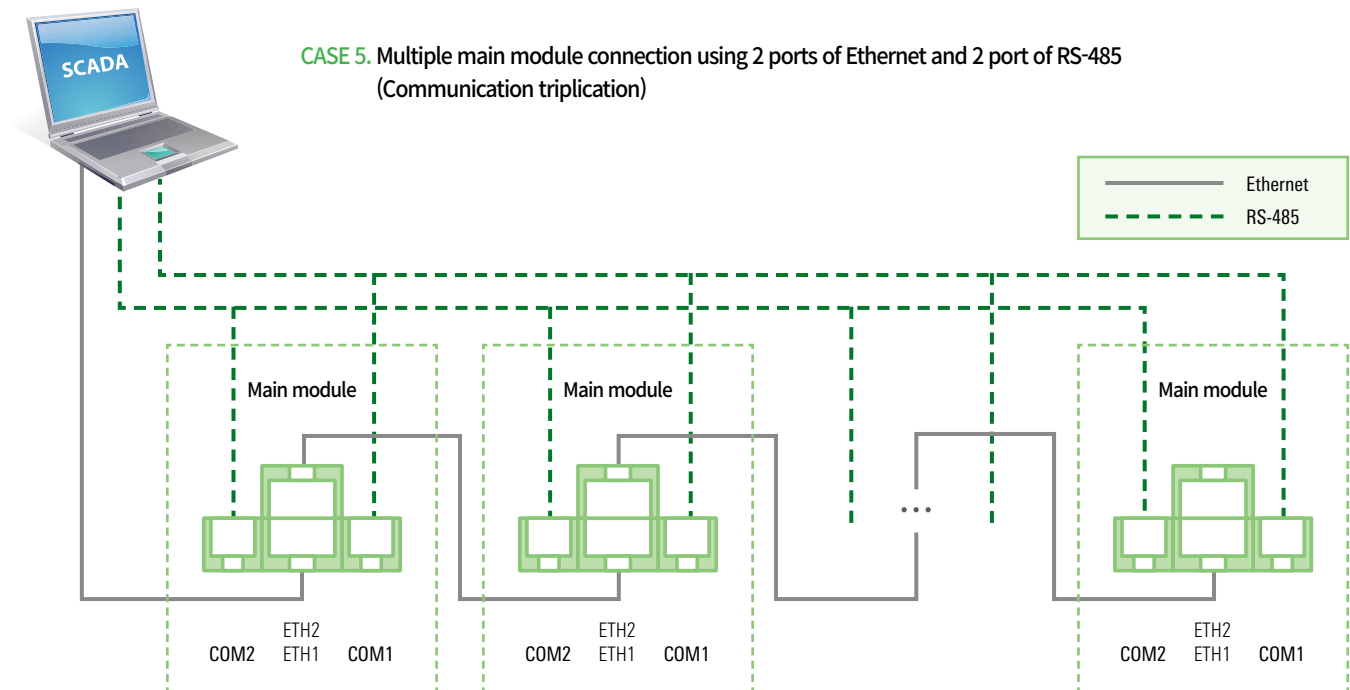 SCADA
CASE 5. Multiple main module connection using 2 ports of Ethernet and 2 port of RS-485
(Communication triplication)
Ethernet
RS-485
Main module
Main module
Main module
...
ETH2
COM2 ETH1 COM1
ETH2
COM2 ETH1 COM1
ETH2
COM2 ETH1 COM1